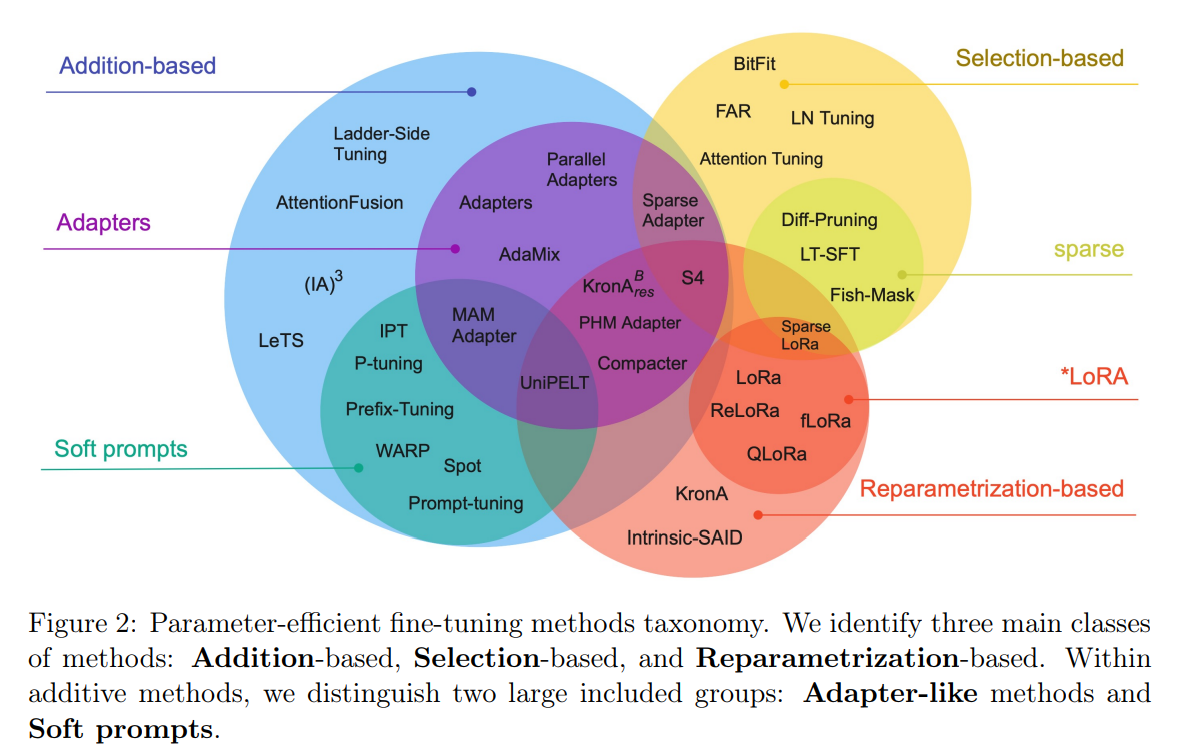 Addition-based
Selection-based
BitFit
FAR
LN Tuning
Ladder-Side
Tuning
Parallel
Adapters
Attention Tuning
AttentionFusion
Adapters
Adapters
Sparse
Adapter
Diff-Pruning
sparse
AdaMix
LT-SFT
(IA)³
KronA^B_res
S4
Fish-Mask
LeTS
IPT
MAM
Adapter
PHM Adapter
Sparse
LoRa
P-tuning
Compacter
UniPELT
LoRa
*LoRA
Prefix-Tuning
ReLoRa
fLoRa
Soft prompts
WARP
Spot
QLoRa
Prompt-tuning
KronA
Reparametrization-based
Intrinsic-SAID
Figure 2: Parameter-efficient fine-tuning methods taxonomy. We identify three main classes
of methods: Addition-based, Selection-based, and Reparametrization-based. Within
additive methods, we distinguish two large included groups: Adapter-like methods and
Soft prompts.